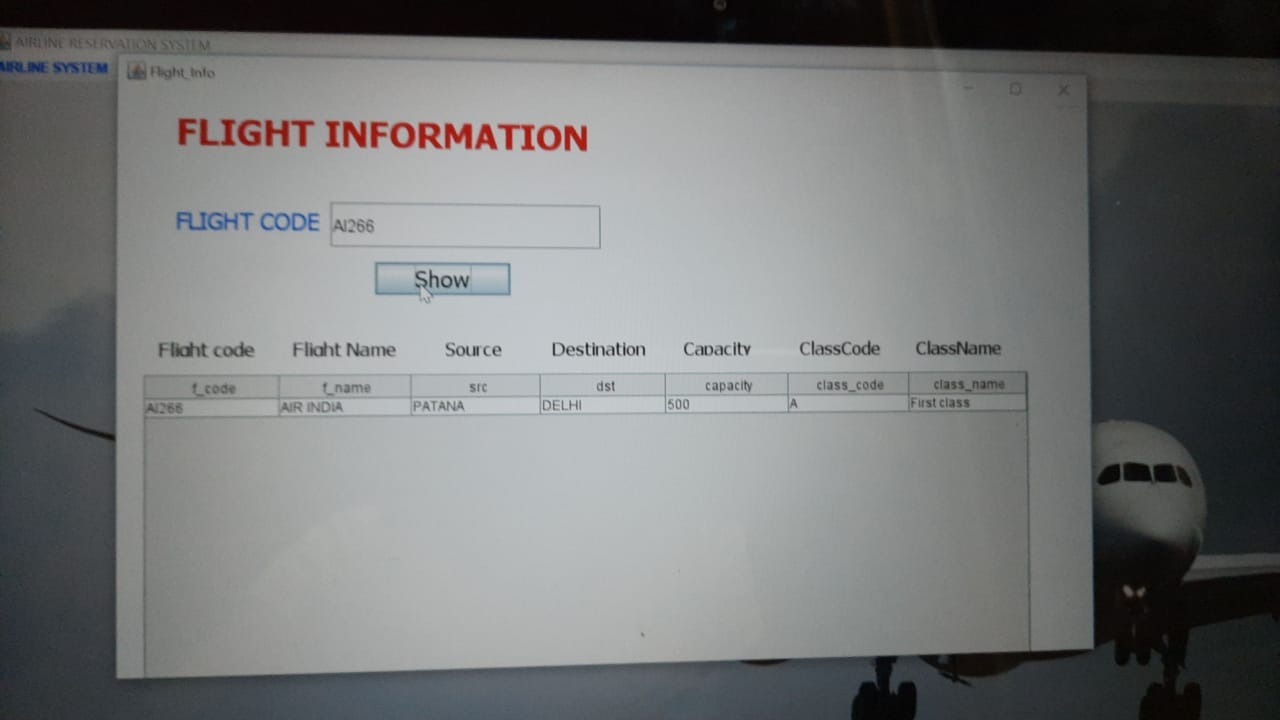 AIRLINE RESERVATION SYSTEM
AIRLINE SYSTEM
Flight_Info
FLIGHT INFORMATION
FLIGHT CODE AI266
Show
Flight code Flight Name Source Destination Capacity ClassCode ClassName
f_code f_name src dst capacity class_code class_name
AI266 AIR INDIA PATANA DELHI 500 A First class